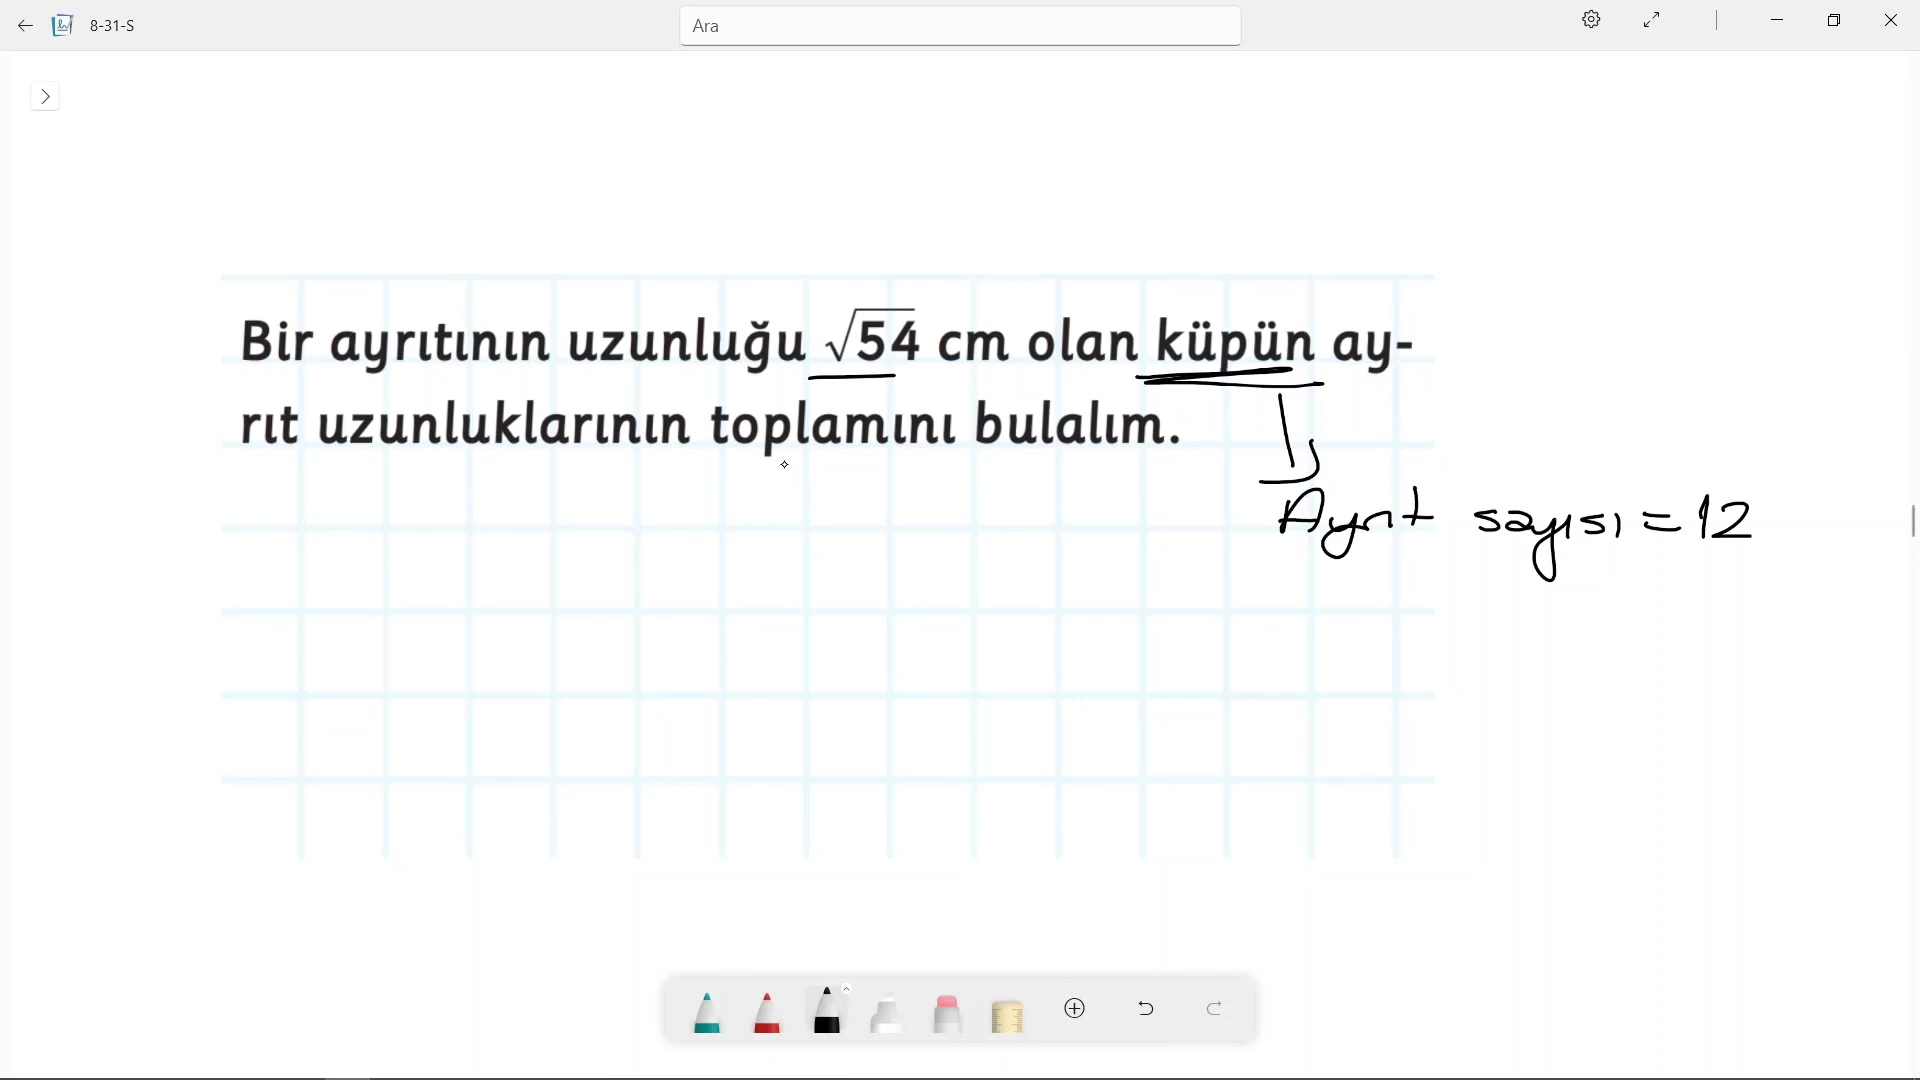 8-31-S
Ara
Bir ayrıtının uzunluğu √54 cm olan küpün ay-
rıt uzunluklarının toplamını bulalım.
Ayrıt sayısı = 12